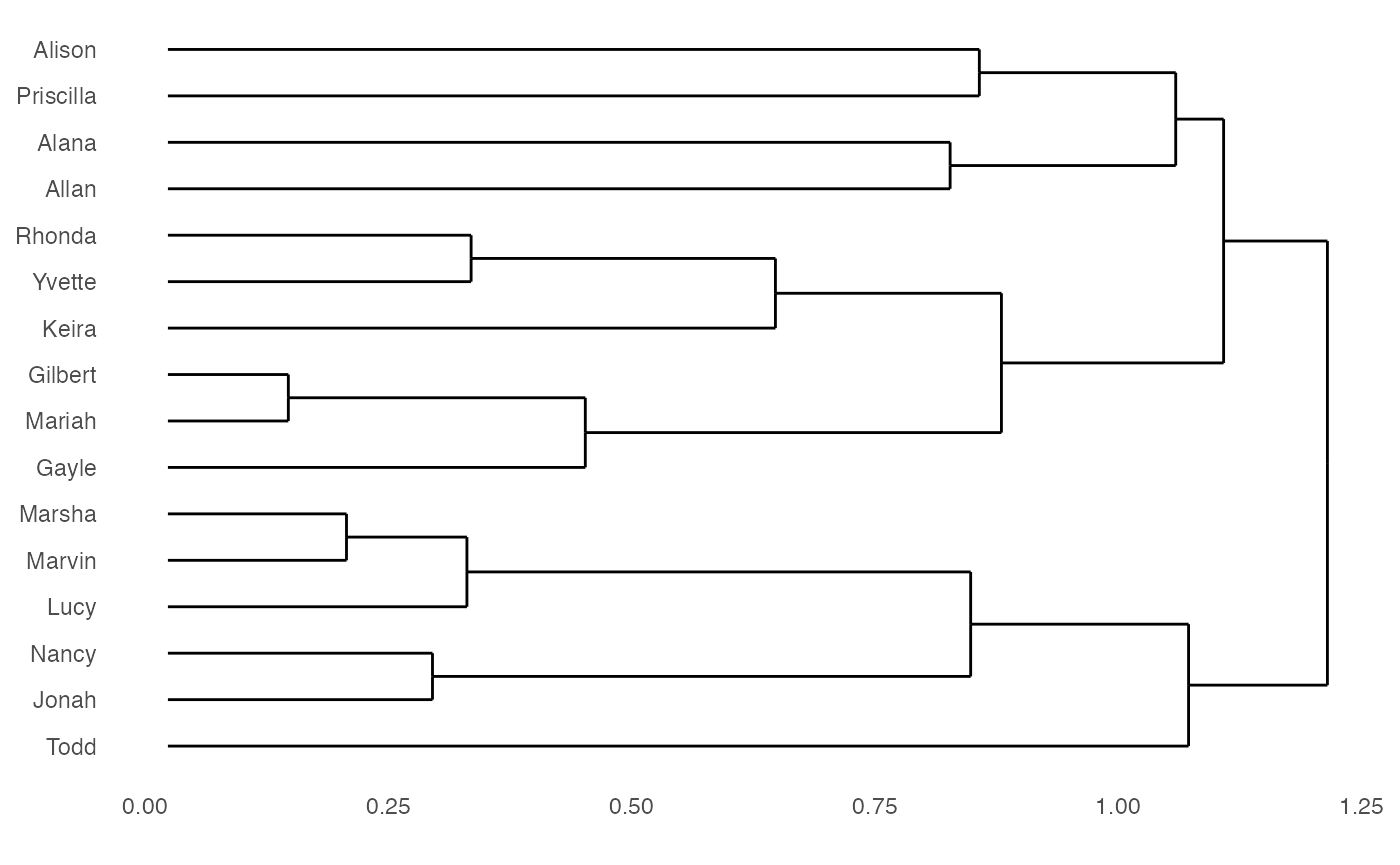 Alison
Priscilla
Alana
Allan
Rhonda
Yvette
Keira
Gilbert
Mariah
Gayle
Marsha
Marvin
Lucy
Nancy
Jonah
Todd
0.00 0.25 0.50 0.75 1.00 1.25